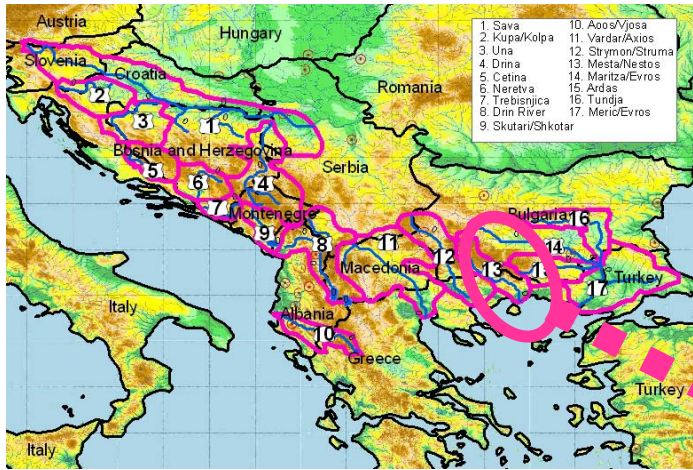 Austria
Hungary
Slovenia
Croatia
Romania
1. Sava
2. Kupa/Kolpa
3. Una
4. Drina
5. Cetina
6. Neretva
7. Trebisnjica
8. Drin River
9. Skutari/Shkotar
10. Aoos/Vjosa
11. Vardar/Axios
12. Strymon/Struma
13. Mesta/Nestos
14. Maritza/Evros
15. Ardas
16. Tundja
17. Meric/Evros
2
3
1
Bosnia and Herzegovina
Serbia
5
6
4
7
Montenegro
9
8
Bulgaria
16
11
12
14
Macedonia
13
Turkey
17
Italy
Albania
10
Greece
Turkey
Italy